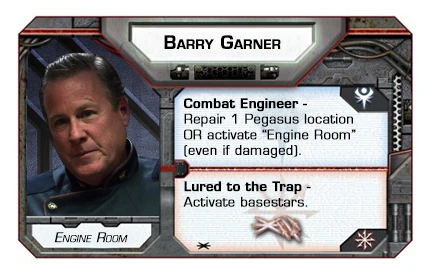 BARRY GARNER
Combat Engineer -
Repair 1 Pegasus location
OR activate "Engine Room"
(even if damaged).
Lured to the Trap -
Activate basestars.
ENGINE ROOM